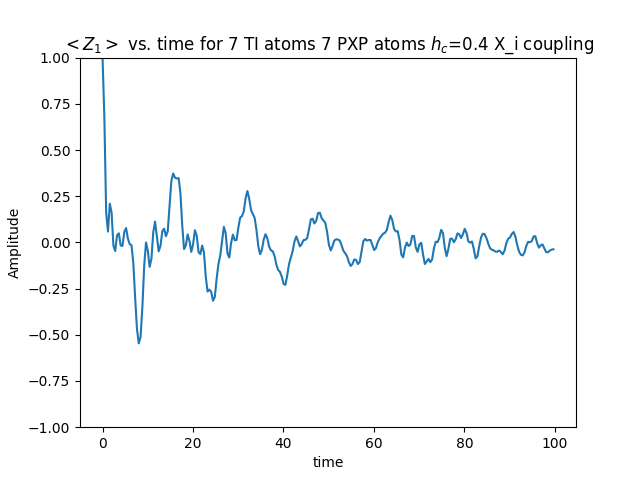 < Z₁ > vs. time for 7 TI atoms 7 PXP atoms h_c=0.4 X_i coupling
1.00
0.75
0.50
0.25
0.00
−0.25
−0.50
−0.75
−1.00
Amplitude
0 20 40 60 80 100
time